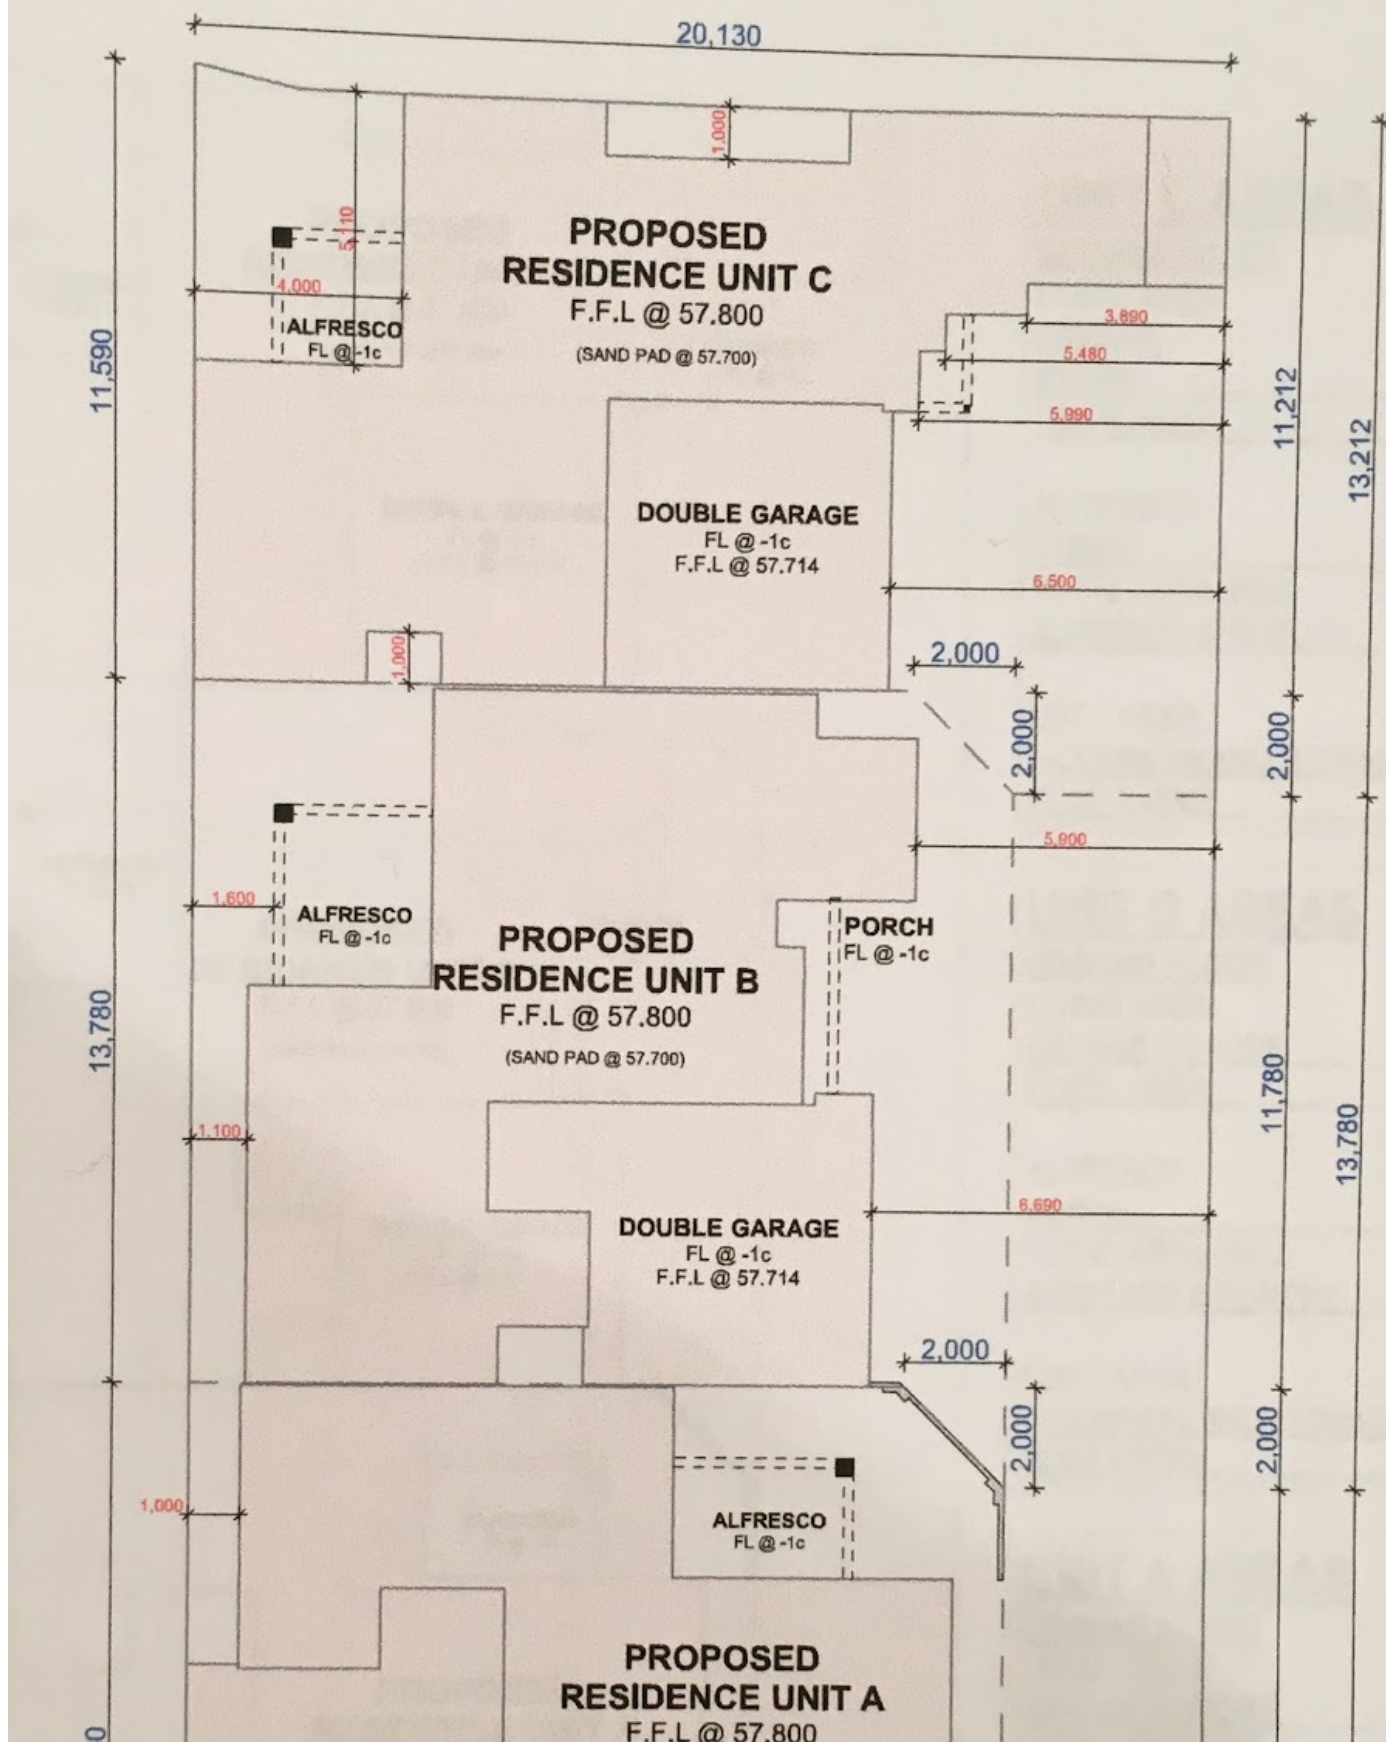 20,130
1.000
PROPOSED
RESIDENCE UNIT C
F.F.L @ 57.800
(SAND PAD @ 57.700)
5.110
4.000
ALFRESCO
FL @ -1c
11,590
3.890
5.480
5.990
11,212
13,212
DOUBLE GARAGE
FL @ -1c
F.F.L @ 57.714
6.500
1.000
2,000
2,000
2,000
5.900
1.600
ALFRESCO
FL @ -1c
PORCH
FL @ -1c
PROPOSED
RESIDENCE UNIT B
F.F.L @ 57.800
(SAND PAD @ 57.700)
13,780
11,780
13,780
1.100
6.690
DOUBLE GARAGE
FL @ -1c
F.F.L @ 57.714
2,000
2,000
2,000
1,000
ALFRESCO
FL @ -1c
PROPOSED
RESIDENCE UNIT A
F.F.L @ 57.800